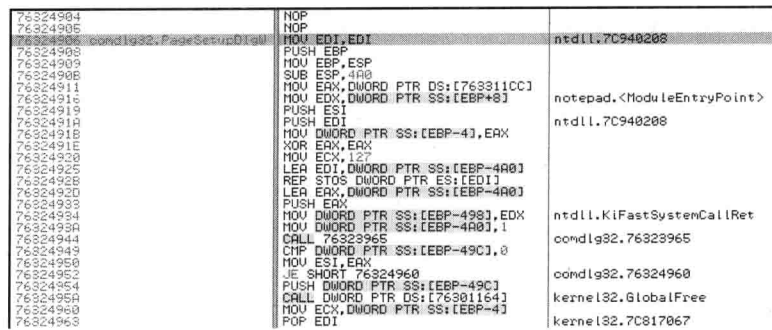 76324904 NOP
76324905 NOP
76324906 comdlg32.PageSetupDlgW MOV EDI,EDI ntdll.7C940208
76324908 PUSH EBP
76324909 MOV EBP,ESP
7632490B SUB ESP,4A0
76324911 MOV EAX,DWORD PTR DS:[763311CC]
76324916 MOV EDX,DWORD PTR SS:[EBP+8] notepad.<ModuleEntryPoint>
76324919 PUSH ESI
7632491A PUSH EDI ntdll.7C940208
7632491B MOV DWORD PTR SS:[EBP-4],EAX
7632491E XOR EAX,EAX
76324920 MOV ECX,127
76324925 LEA EDI,DWORD PTR SS:[EBP-4A0]
7632492B REP STOS DWORD PTR ES:[EDI]
7632492D LEA EAX,DWORD PTR SS:[EBP-4A0]
76324933 PUSH EAX
76324934 MOV DWORD PTR SS:[EBP-498],EDX ntdll.KiFastSystemCallRet
7632493A MOV DWORD PTR SS:[EBP-4A0],1
76324944 CALL 76323965 comdlg32.76323965
76324949 CMP DWORD PTR SS:[EBP-49C],0
76324950 MOV ESI,EAX
76324952 JE SHORT 76324960 comdlg32.76324960
76324954 PUSH DWORD PTR SS:[EBP-49C]
7632495A CALL DWORD PTR DS:[76301164] kernel32.GlobalFree
76324960 MOV ECX,DWORD PTR SS:[EBP-4]
76324963 POP EDI kernel32.7C817067